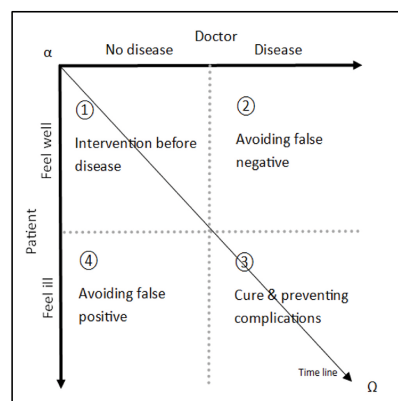 Doctor
No disease
Disease
α
①
②
Intervention before
disease
Avoiding false
negative
Feel well
Patient
Feel ill
④
③
Avoiding false
positive
Cure & preventing
complications
Time line
Ω